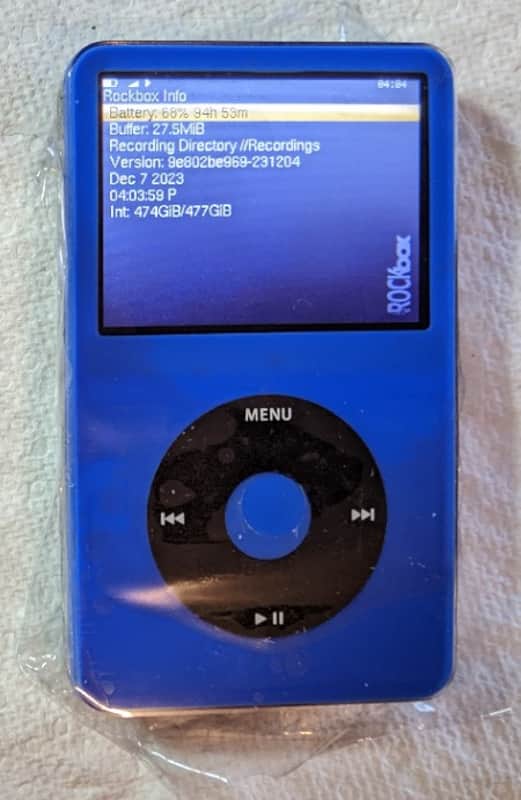 04:04
Rockbox Info
Battery: 68% 94h 53m
Buffer: 27.5MiB
Recording Directory //Recordings
Version: 9e802be969-231204
Dec 7 2023
04:03:59 P
Int: 474GiB/477GiB
ROCKbox
MENU